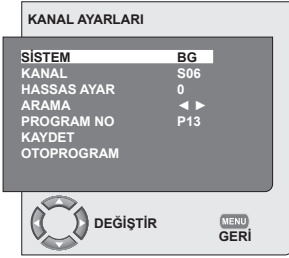 KANAL AYARLARI
SİSTEM BG
KANAL S06
HASSAS AYAR 0
ARAMA ◄ ►
PROGRAM NO P13
KAYDET
OTOPROGRAM
DEĞİŞTİR MENU
GERİ